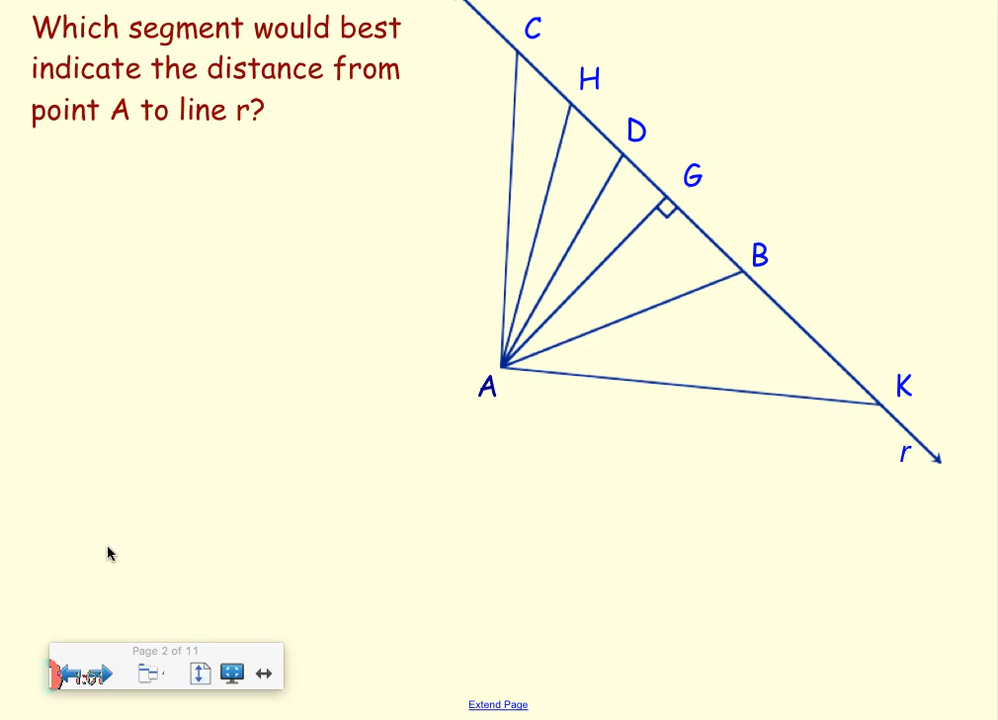 Which segment would best
indicate the distance from
point A to line r?
C
H
D
G
B
A
K
r
Page 2 of 11
Extend Page